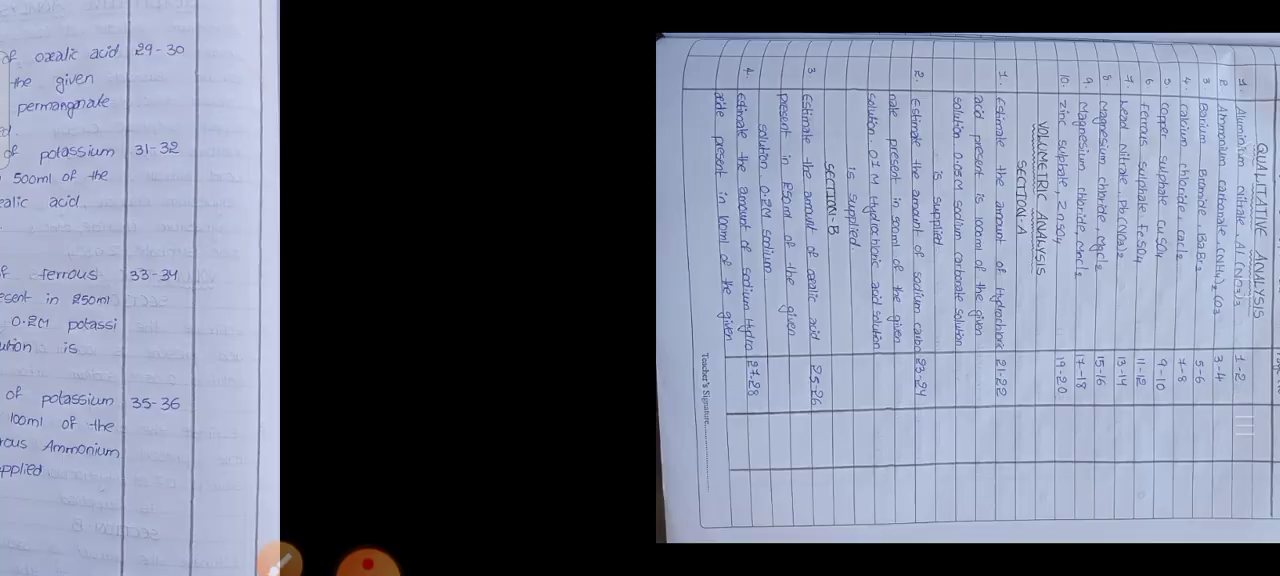 of oxalic acid 29-30
the given
permanganate
ed.
of potassium 31-32
500ml of the
ealic acid
f ferrous 33-34
esent in 250ml
0.2M potassi
ution is
of potassium 35-36
100ml of the
rous Ammonium
pplied
QUALITATIVE ANALYSIS
1. Aluminium nitrate, Al(NO3)3 1-2
2 Ammonium carbonate, (NH4)2CO3 3-4
3. Barium Bromide, BaBr2 5-6
4. calcium chloride, cacl2 7-8
5 copper sulphate CuSO4 9-10
6 ferrous sulphate FeSO4 11-12
7. Lead nitrate, Pb(NO3)2 13-14
8. Magnesium chloride, MgCl2 15-16
9. Magnesium chloride, MnCl2 17-18
10. Zinc sulphate, ZnSO4 19-20
VOLUMETRIC ANALYSIS
SECTION-A
1. Estimate the amount of Hydrochloric 21-22
acid present is 100ml of the given
solution 0.05M sodium carbonate solution
is supplied
2. Estimate the amount of sodium carbo 23-24
nate present in 500ml of the given
solution. 0.1M Hydrochloric acid solution
is supplied.
SECTION-B
3 Estimate the amount of oxalic acid 25-26
present in 250ml of the given
solution 0.2M sodium
4. Estimate the amount of sodium Hydro 27-28
xide present in 100ml of the given
Teacher's Signature